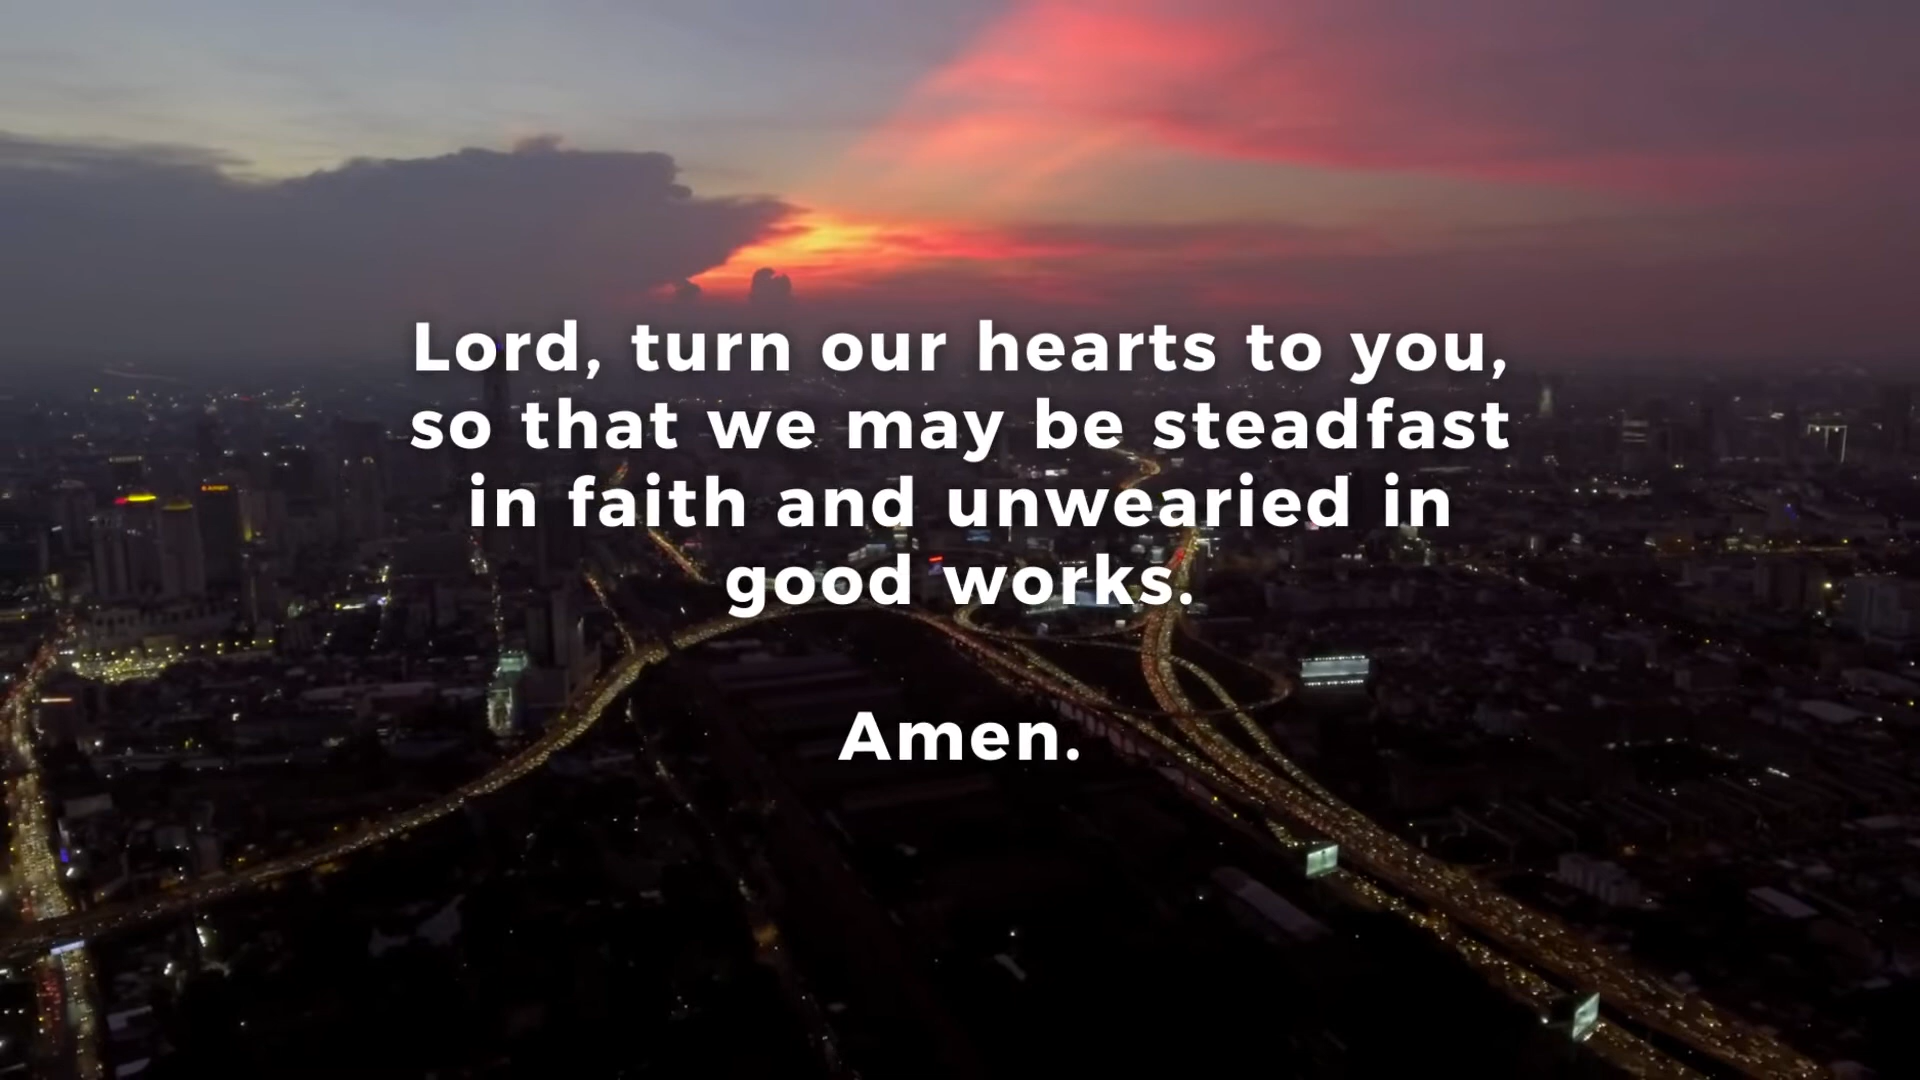 Lord, turn our hearts to you,
so that we may be steadfast
in faith and unwearied in
good works.
Amen.